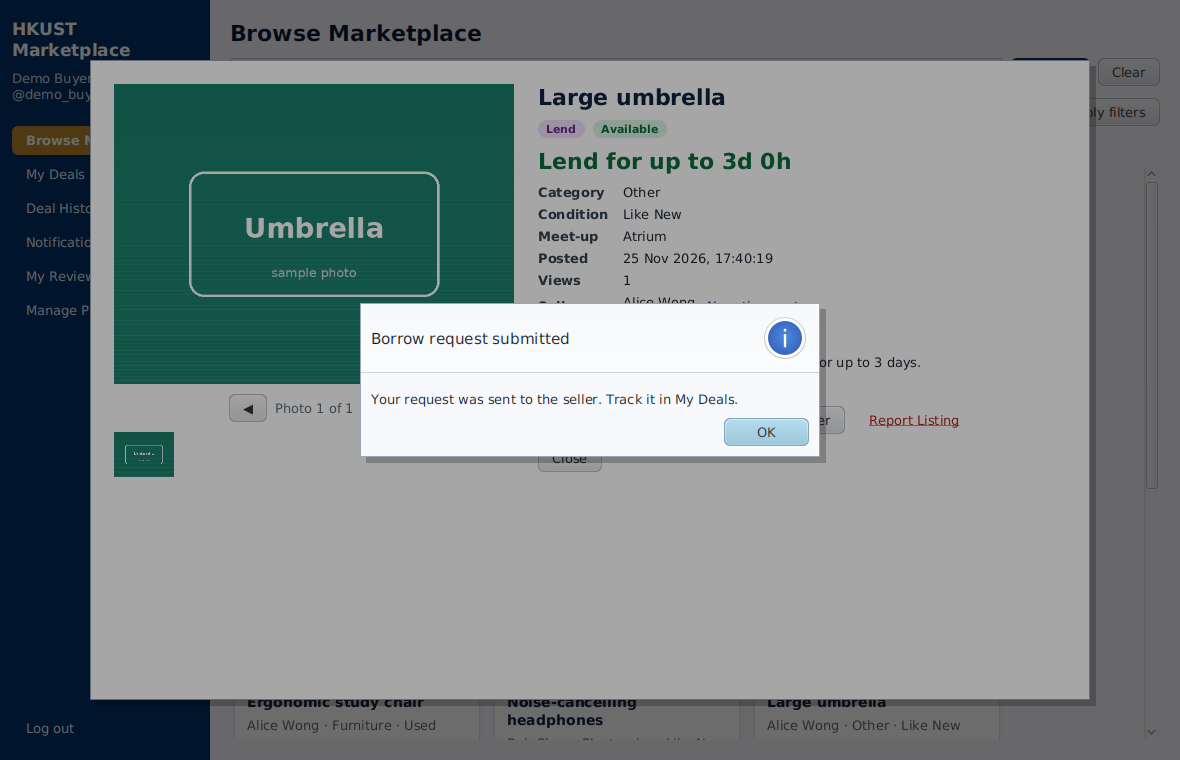 HKUST
Marketplace
Demo Buyer
@demo_buy
Browse M
My Deals
Deal Histo
Notificatio
My Review
Manage P
Log out
Browse Marketplace
Clear
ly filters
Umbrella
sample photo
Photo 1 of 1
Large umbrella
Lend Available
Lend for up to 3d 0h
Category Other
Condition Like New
Meet-up Atrium
Posted 25 Nov 2026, 17:40:19
Views 1
Alice Wong
or up to 3 days.
er Report Listing
Close
Borrow request submitted
Your request was sent to the seller. Track it in My Deals.
OK
Ergonomic study chair
Alice Wong · Furniture · Used
Noise-cancelling
headphones
Large umbrella
Alice Wong · Other · Like New